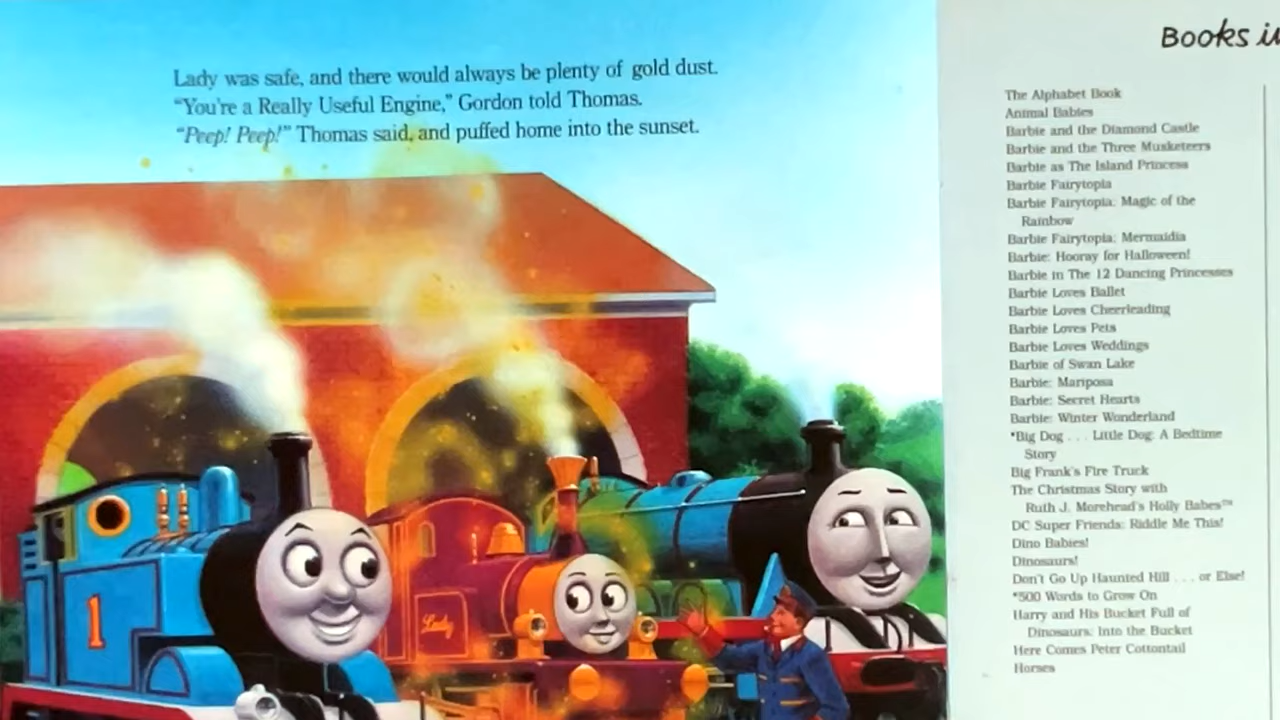 Lady was safe, and there would always be plenty of gold dust.
"You're a Really Useful Engine," Gordon told Thomas.
"Peep! Peep!" Thomas said, and puffed home into the sunset.
1
Lady
Books in
The Alphabet Book
Animal Babies
Barbie and the Diamond Castle
Barbie and the Three Musketeers
Barbie as The Island Princess
Barbie Fairytopia
Barbie Fairytopia: Magic of the
Rainbow
Barbie Fairytopia: Mermaidia
Barbie: Hooray for Halloween!
Barbie in The 12 Dancing Princesses
Barbie Loves Ballet
Barbie Loves Cheerleading
Barbie Loves Pets
Barbie Loves Weddings
Barbie of Swan Lake
Barbie: Mariposa
Barbie: Secret Hearts
Barbie: Winter Wonderland
*Big Dog . . . Little Dog: A Bedtime
Story
Big Frank's Fire Truck
The Christmas Story with
Ruth J. Morehead's Holly Babes™
DC Super Friends: Riddle Me This!
Dino Babies!
Dinosaurs!
Don't Go Up Haunted Hill . . . or Else!
*500 Words to Grow On
Harry and His Bucket Full of
Dinosaurs: Into the Bucket
Here Comes Peter Cottontail
Horses